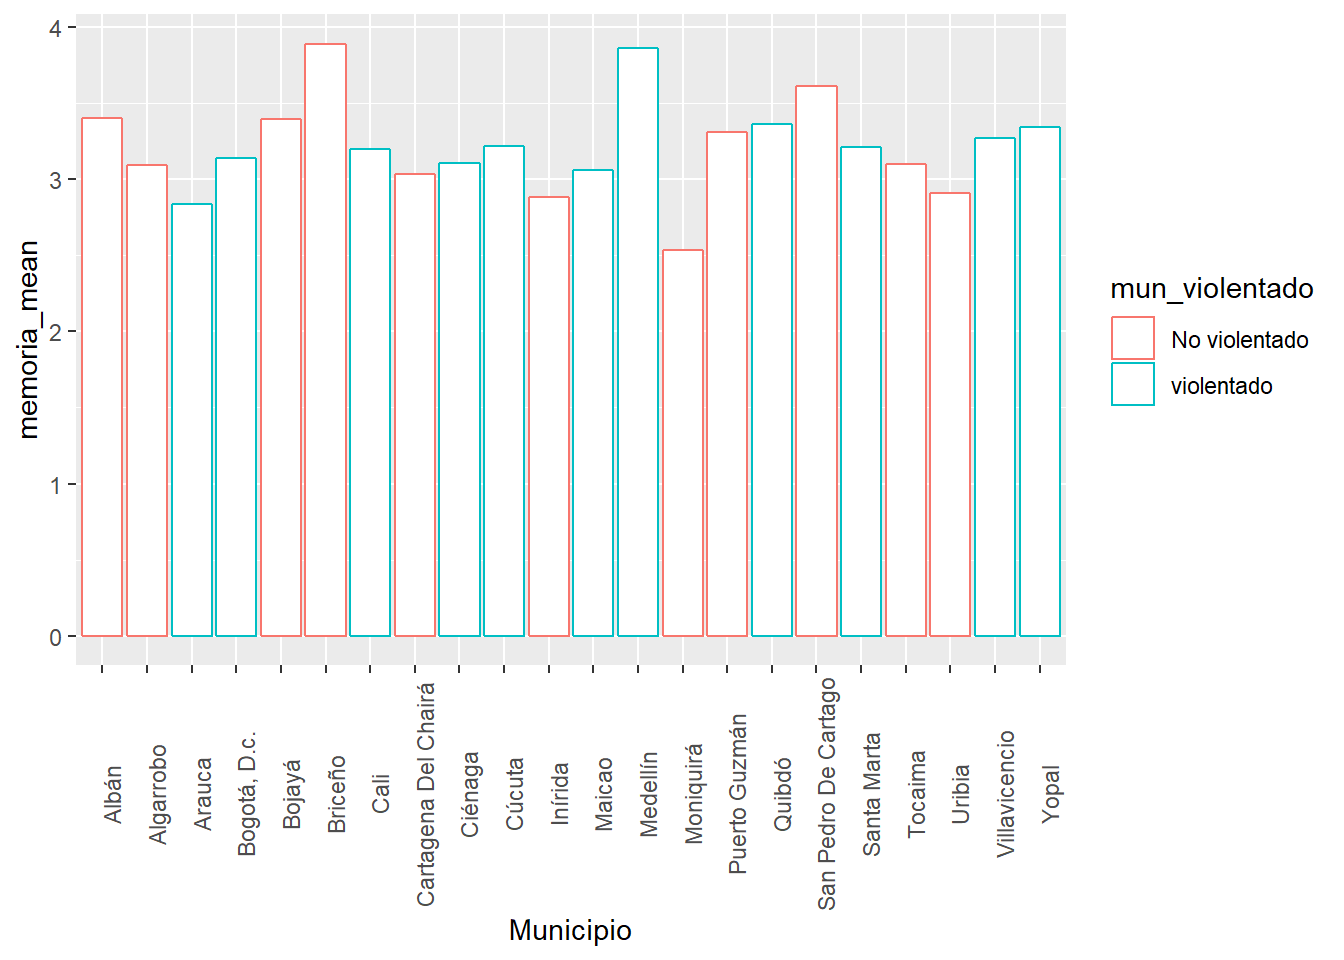 4
3
2
1
0
memoria_mean
Albán
Algarrobo
Arauca
Bogotá, D.c.
Bojayá
Briceño
Cali
Cartagena Del Chairá
Ciénaga
Cúcuta
Inírida
Maicao
Medellín
Moniquirá
Puerto Guzmán
Quibdó
San Pedro De Cartago
Santa Marta
Tocaima
Uribia
Villavicencio
Yopal
Municipio
mun_violentado
No violentado
violentado